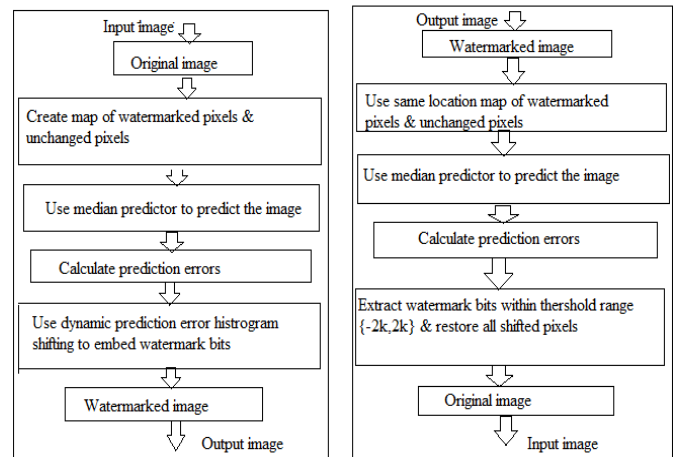 Input image
Original image
Create map of watermarked pixels &
unchanged pixels
Use median predictor to predict the image
Calculate prediction errors
Use dynamic prediction error histrogram
shifting to embed watermark bits
Watermarked image
Output image
Output image
Watermarked image
Use same location map of watermarked
pixels & unchanged pixels
Use median predictor to predict the image
Calculate prediction errors
Extract watermark bits within thershold range
{-2k,2k} & restore all shifted pixels
Original image
Input image